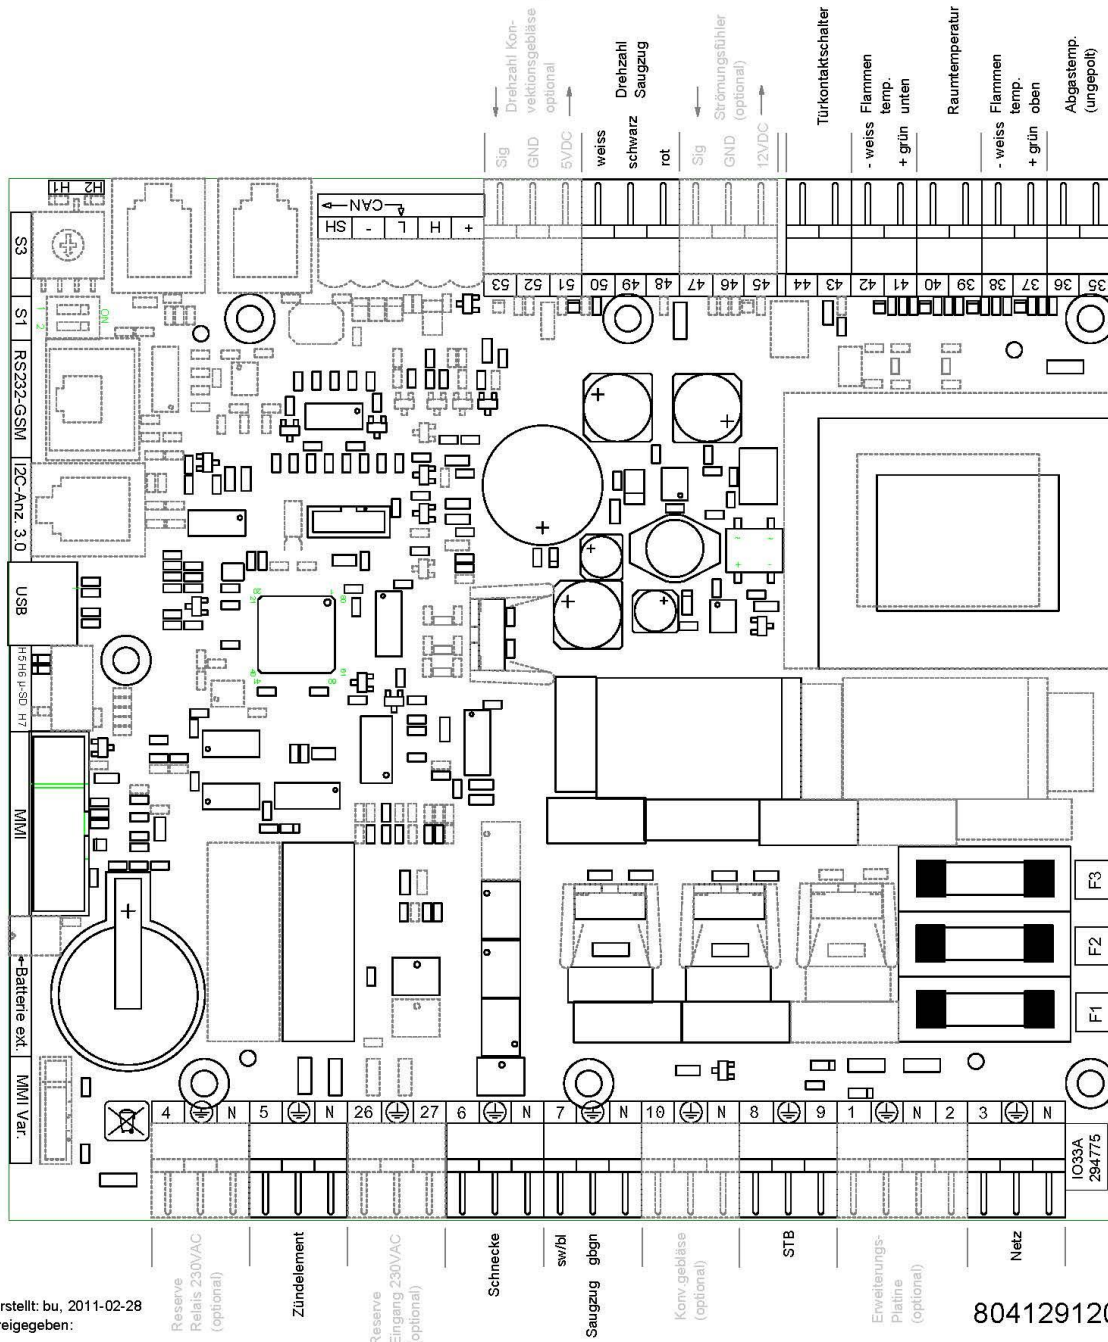 Drehzahl Kon-
vektionsgebläse
optional
Sig
GND
5VDC
Drehzahl
Saugzug
weiss
schwarz
rot
Strömungsfühler
(optional)
Sig
GND
12VDC
Türkontaktschalter
- weiss Flammen
temp.
+ grün unten
Raumtemperatur
- weiss Flammen
temp.
+ grün oben
Abgastemp.
(ungepolt)
H1
H2
CAN
SH
-
L
H
+
53
52
51
50
49
48
47
46
45
44
43
42
41
40
39
38
37
36
35
S3
S1
RS232-GSM
I2C-Anz. 3.0
USB
H5H6 µ-SD H7
MMI
Batterie ext.
MMI Var.
ON
1
2
+
+
+
+
+
+
+
F3
F2
F1
4
N
5
N
26
27
6
N
7
N
10
N
8
9
1
N
2
3
N
IO33A
294775
Reserve
Relais 230VAC
(optional)
Zündelement
Reserve
Eingang 230VAC
(optional)
Schnecke
sw/bl gbgn
Saugzug
Konv.gebläse
(optional)
STB
Erweiterungs-
Platine
(optional)
Netz
rstellt: bu, 2011-02-28
reigegeben:
804129120